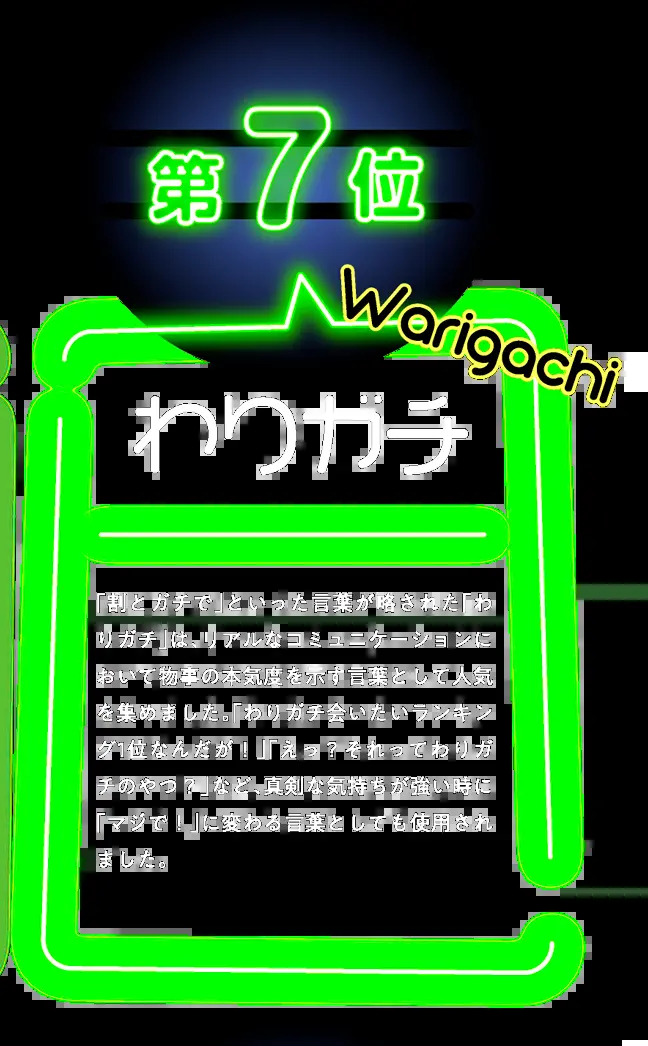 第7位
Warigachi
わりガチ
「割とガチで」といった言葉が略された「わ
りガチ」は、リアルなコミュニケーションに
おいて物事の本気度を示す言葉として人気
を集めました。「わりガチ会いたいランキン
グ1位なんだが！」「えっ？それってわりガ
チのやつ？」など、真剣な気持ちが強い時に
「マジで！」に変わる言葉としても使用され
ました。